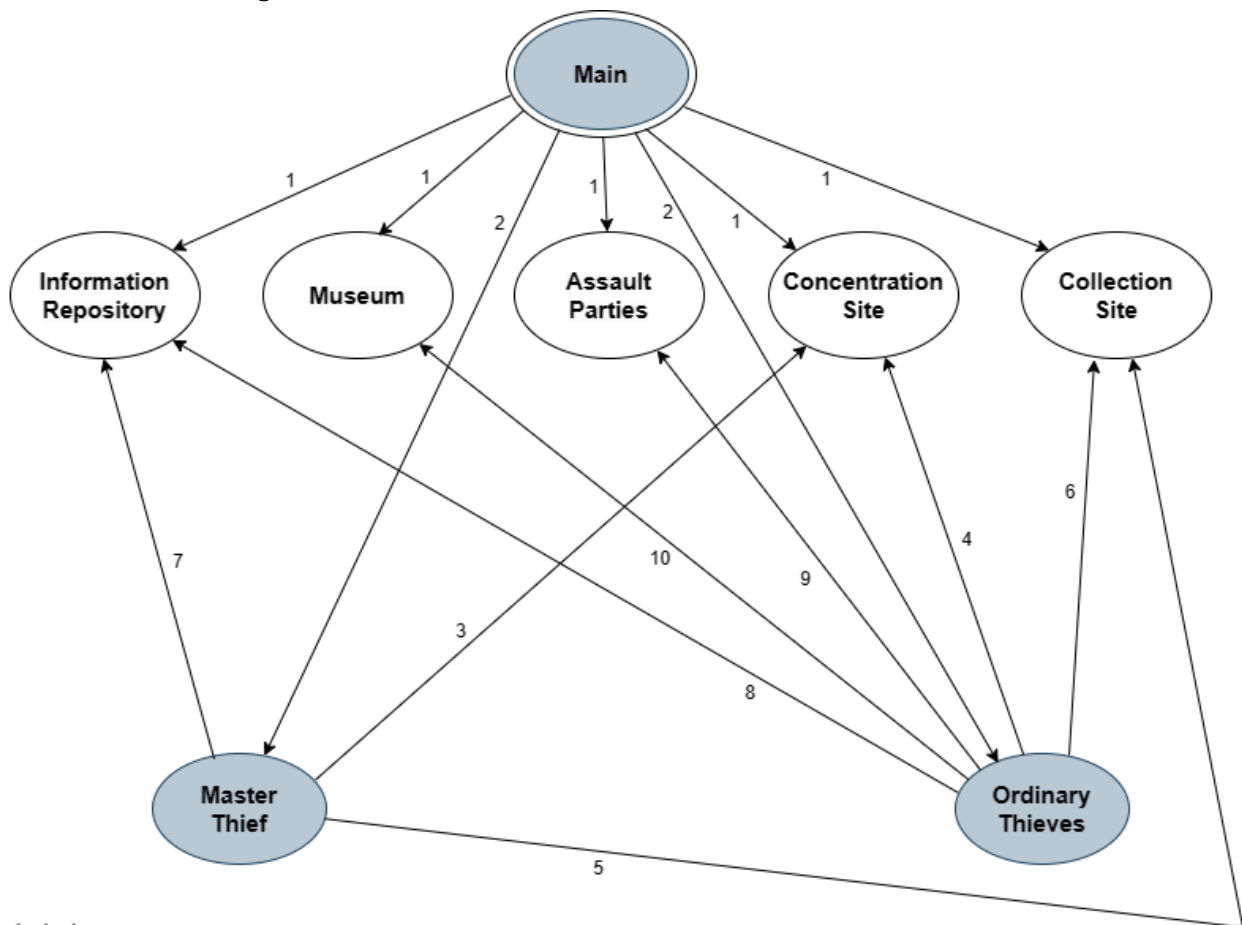 Main
1
1
1
1
1
2
2
Information
Repository
Museum
Assault
Parties
Concentration
Site
Collection
Site
6
4
7
10
9
3
8
Master
Thief
Ordinary
Thieves
5